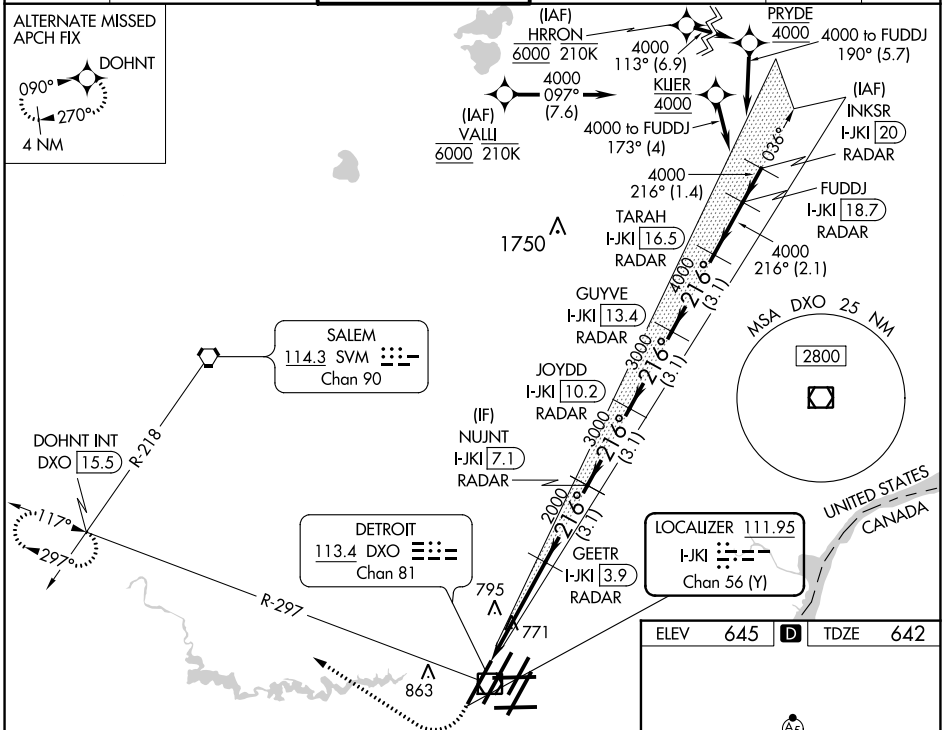 ALTERNATE MISSED
APCH FIX
DOHNT
090°
270°
4 NM
(IAF)
HRRON
6000 210K
4000
113° (6.9)
PRYDE
4000
4000 to FUDDJ
190° (5.7)
4000
097°
(7.6)
(IAF)
VALLI
6000 210K
KLIER
4000
4000 to FUDDJ
173° (4)
036°
(IAF)
INKSR
I-JKI 20
RADAR
4000
216° (1.4)
FUDDJ
I-JKI 18.7
RADAR
TARAH
I-JKI 16.5
RADAR
4000
216° (2.1)
1750
4000
216°
(3.1)
GUYVE
I-JKI 13.4
RADAR
3000
216°
(3.1)
JOYDD
I-JKI 10.2
RADAR
3000
216°
(3.1)
(IF)
NUJNT
I-JKI 7.1
RADAR
2000
216°
(3.1)
GEETR
I-JKI 3.9
RADAR
MSA DXO 25 NM
2800
SALEM
114.3 SVM
Chan 90
R-218
DOHNT INT
DXO 15.5
117°
297°
R-297
DETROIT
113.4 DXO
Chan 81
795
771
863
LOCALIZER 111.95
I-JKI
Chan 56 (Y)
UNITED STATES
CANADA
ELEV 645 D TDZE 642
A5